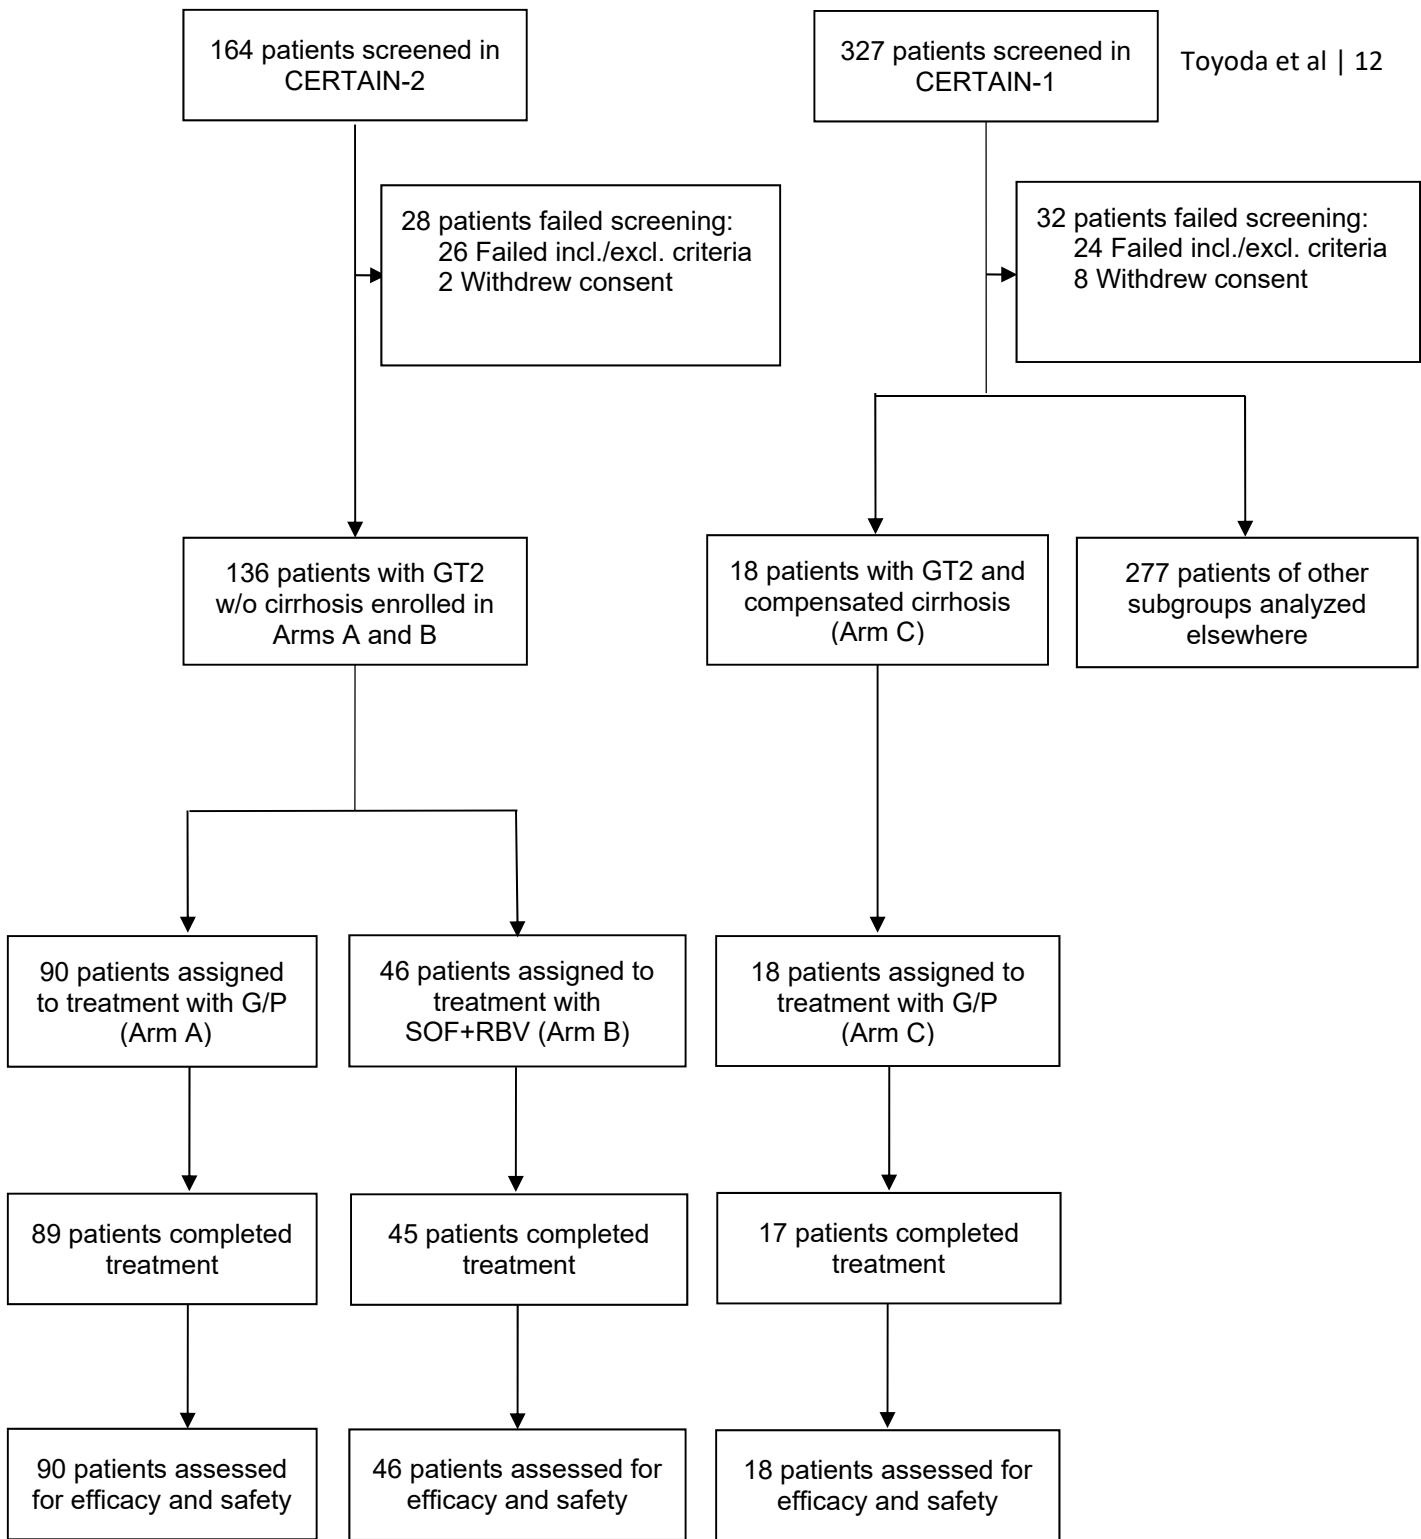 164 patients screened in
CERTAIN-2
327 patients screened in
CERTAIN-1
Toyoda et al | 12
28 patients failed screening:
26 Failed incl./excl. criteria
2 Withdrew consent
32 patients failed screening:
24 Failed incl./excl. criteria
8 Withdrew consent
136 patients with GT2
w/o cirrhosis enrolled in
Arms A and B
18 patients with GT2 and
compensated cirrhosis
(Arm C)
277 patients of other
subgroups analyzed
elsewhere
90 patients assigned
to treatment with G/P
(Arm A)
46 patients assigned to
treatment with
SOF+RBV (Arm B)
18 patients assigned to
treatment with G/P
(Arm C)
89 patients completed
treatment
45 patients completed
treatment
17 patients completed
treatment
90 patients assessed
for efficacy and safety
46 patients assessed for
efficacy and safety
18 patients assessed for
efficacy and safety